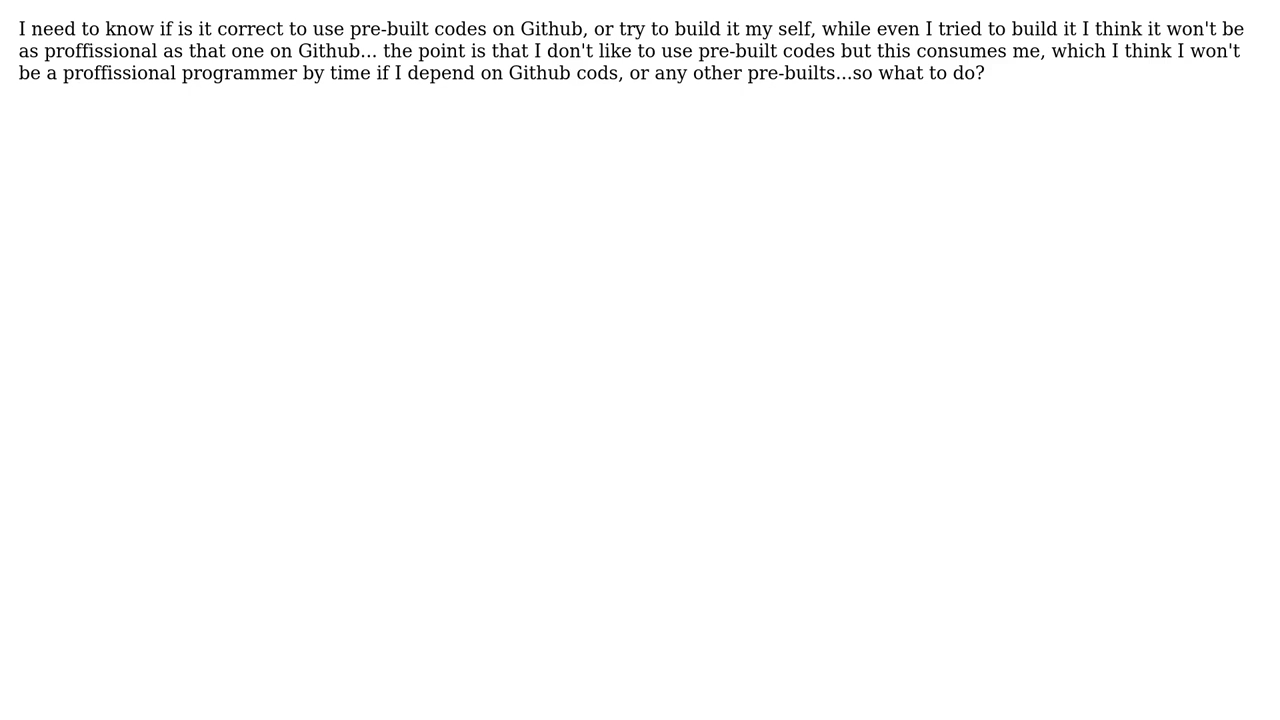 I need to know if is it correct to use pre-built codes on Github, or try to build it my self, while even I tried to build it I think it won't be
as proffissional as that one on Github... the point is that I don't like to use pre-built codes but this consumes me, which I think I won't
be a proffissional programmer by time if I depend on Github cods, or any other pre-builts...so what to do?